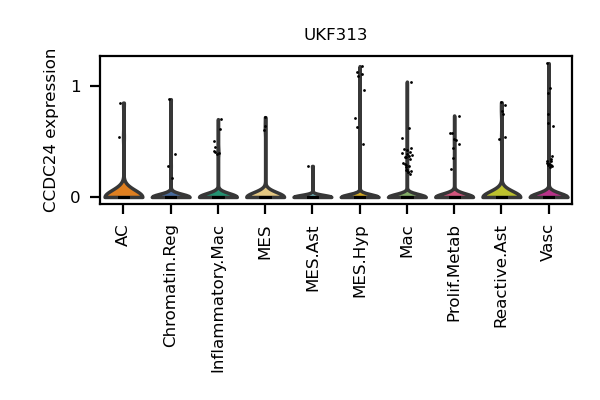 UKF313
CCDC24 expression
1
0
AC
Chromatin.Reg
Inflammatory.Mac
MES
MES.Ast
MES.Hyp
Mac
Prolif.Metab
Reactive.Ast
Vasc